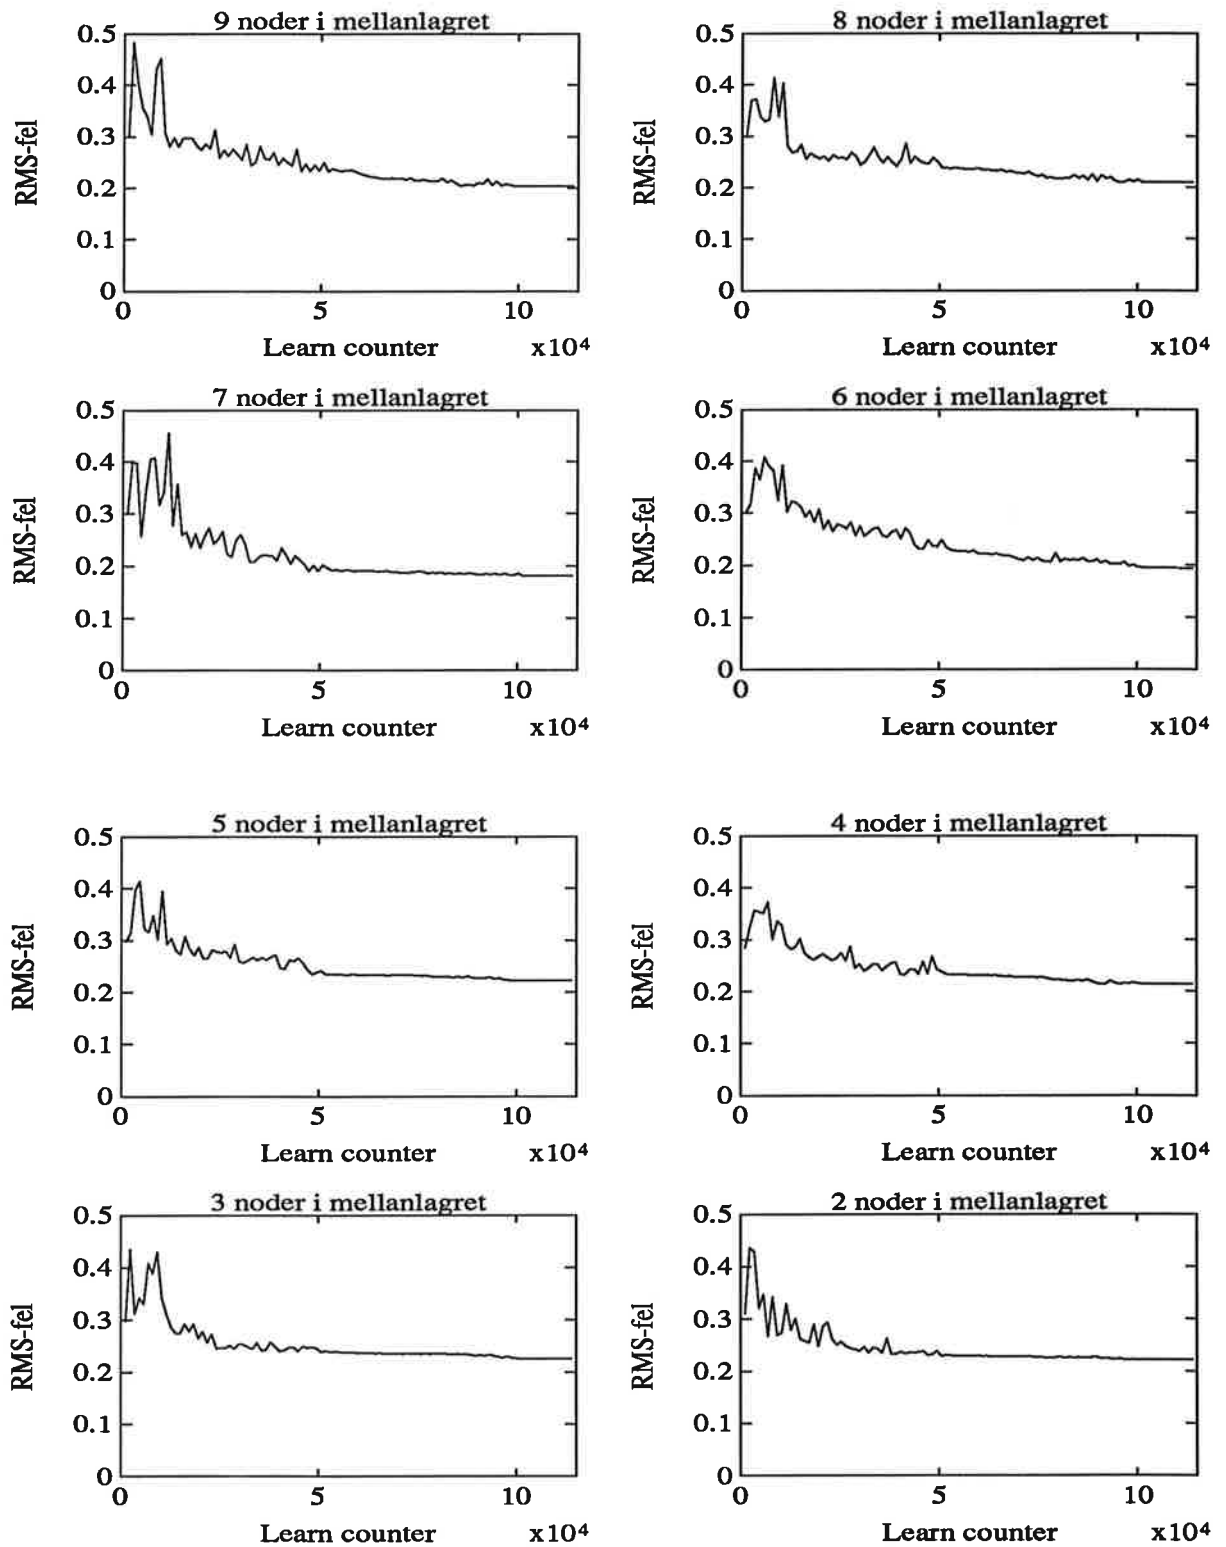 9 noder i mellanlagret
0.5
0.4
0.3
0.2
0.1
0
RMS-fel
0 5 10
Learn counter x10⁴
8 noder i mellanlagret
0.5
0.4
0.3
0.2
0.1
0
RMS-fel
0 5 10
Learn counter x10⁴
7 noder i mellanlagret
0.5
0.4
0.3
0.2
0.1
0
RMS-fel
0 5 10
Learn counter x10⁴
6 noder i mellanlagret
0.5
0.4
0.3
0.2
0.1
0
RMS-fel
0 5 10
Learn counter x10⁴
5 noder i mellanlagret
0.5
0.4
0.3
0.2
0.1
0
RMS-fel
0 5 10
Learn counter x10⁴
4 noder i mellanlagret
0.5
0.4
0.3
0.2
0.1
0
RMS-fel
0 5 10
Learn counter x10⁴
3 noder i mellanlagret
0.5
0.4
0.3
0.2
0.1
0
RMS-fel
0 5 10
Learn counter x10⁴
2 noder i mellanlagret
0.5
0.4
0.3
0.2
0.1
0
RMS-fel
0 5 10
Learn counter x10⁴